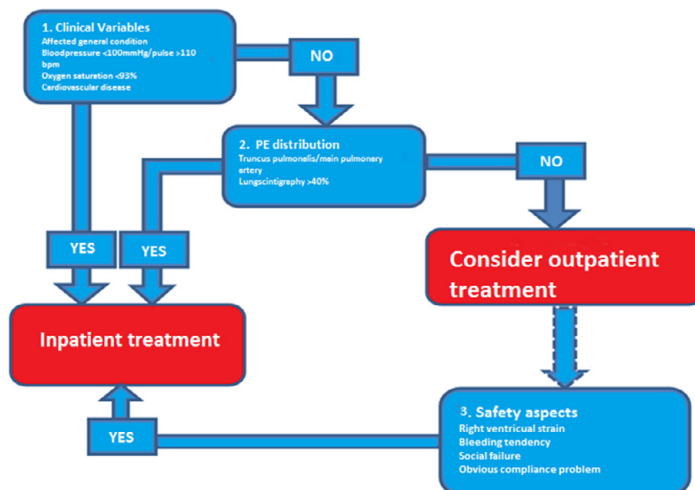 1. Clinical Variables
Affected general condition
Bloodpressure <100mmHg/pulse >110
bpm
Oxygen saturation <93%
Cardiovascular disease
NO
2. PE distribution
Truncus pulmonalis/main pulmonary
artery
Lungscintigraphy >40%
NO
YES
YES
Consider outpatient
treatment
Inpatient treatment
3. Safety aspects
Right ventricual strain
Bleeding tendency
Social failure
Obvious compliance problem
YES